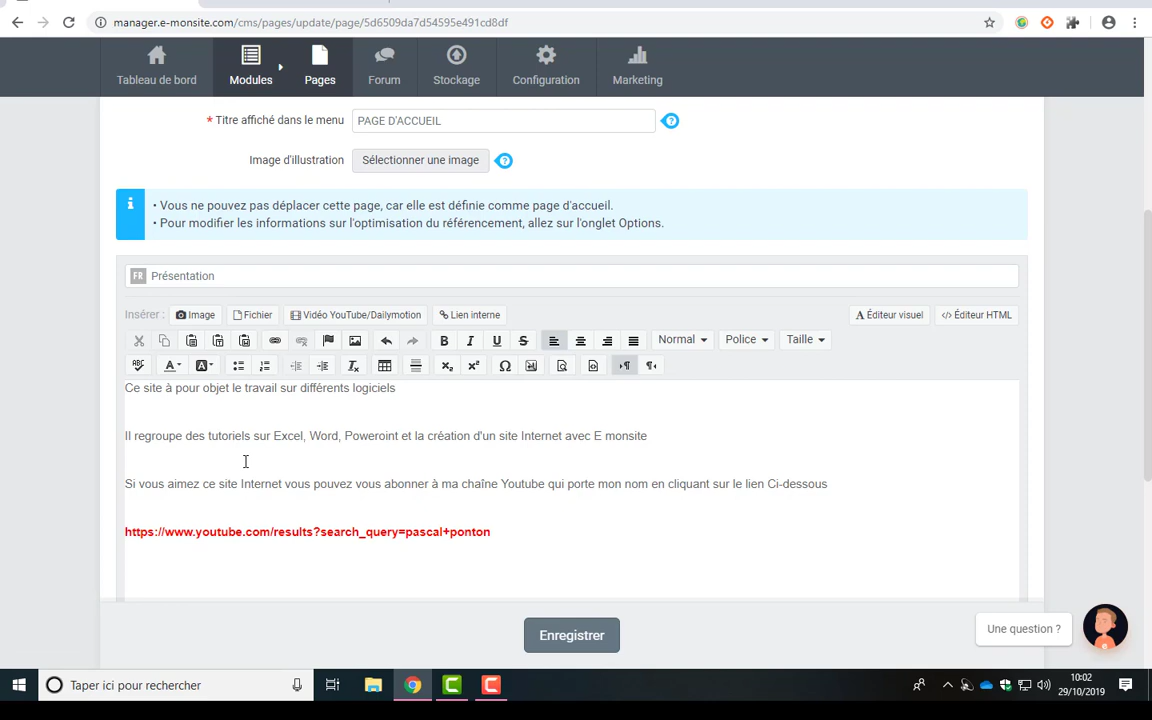 manager.e-monsite.com/cms/pages/update/page/5d6509da7d54595e491cd8df
Tableau de bord
Modules
Pages
Forum
Stockage
Configuration
Marketing
* Titre affiché dans le menu
PAGE D'ACCUEIL
?
Image d'illustration
Sélectionner une image
?
i
• Vous ne pouvez pas déplacer cette page, car elle est définie comme page d'accueil.
• Pour modifier les informations sur l'optimisation du référencement, allez sur l'onglet Options.
FR Présentation
Insérer : Image Fichier Vidéo YouTube/Dailymotion Lien interne A Éditeur visuel </> Éditeur HTML
B I U S Normal Police Taille
ABC A A Ix x₂ x² Ω
Ce site à pour objet le travail sur différents logiciels
Il regroupe des tutoriels sur Excel, Word, Poweroint et la création d'un site Internet avec E monsite
Si vous aimez ce site Internet vous pouvez vous abonner à ma chaîne Youtube qui porte mon nom en cliquant sur le lien Ci-dessous
https://www.youtube.com/results?search_query=pascal+ponton
Enregistrer
Une question ?
Taper ici pour rechercher
10:02
29/10/2019